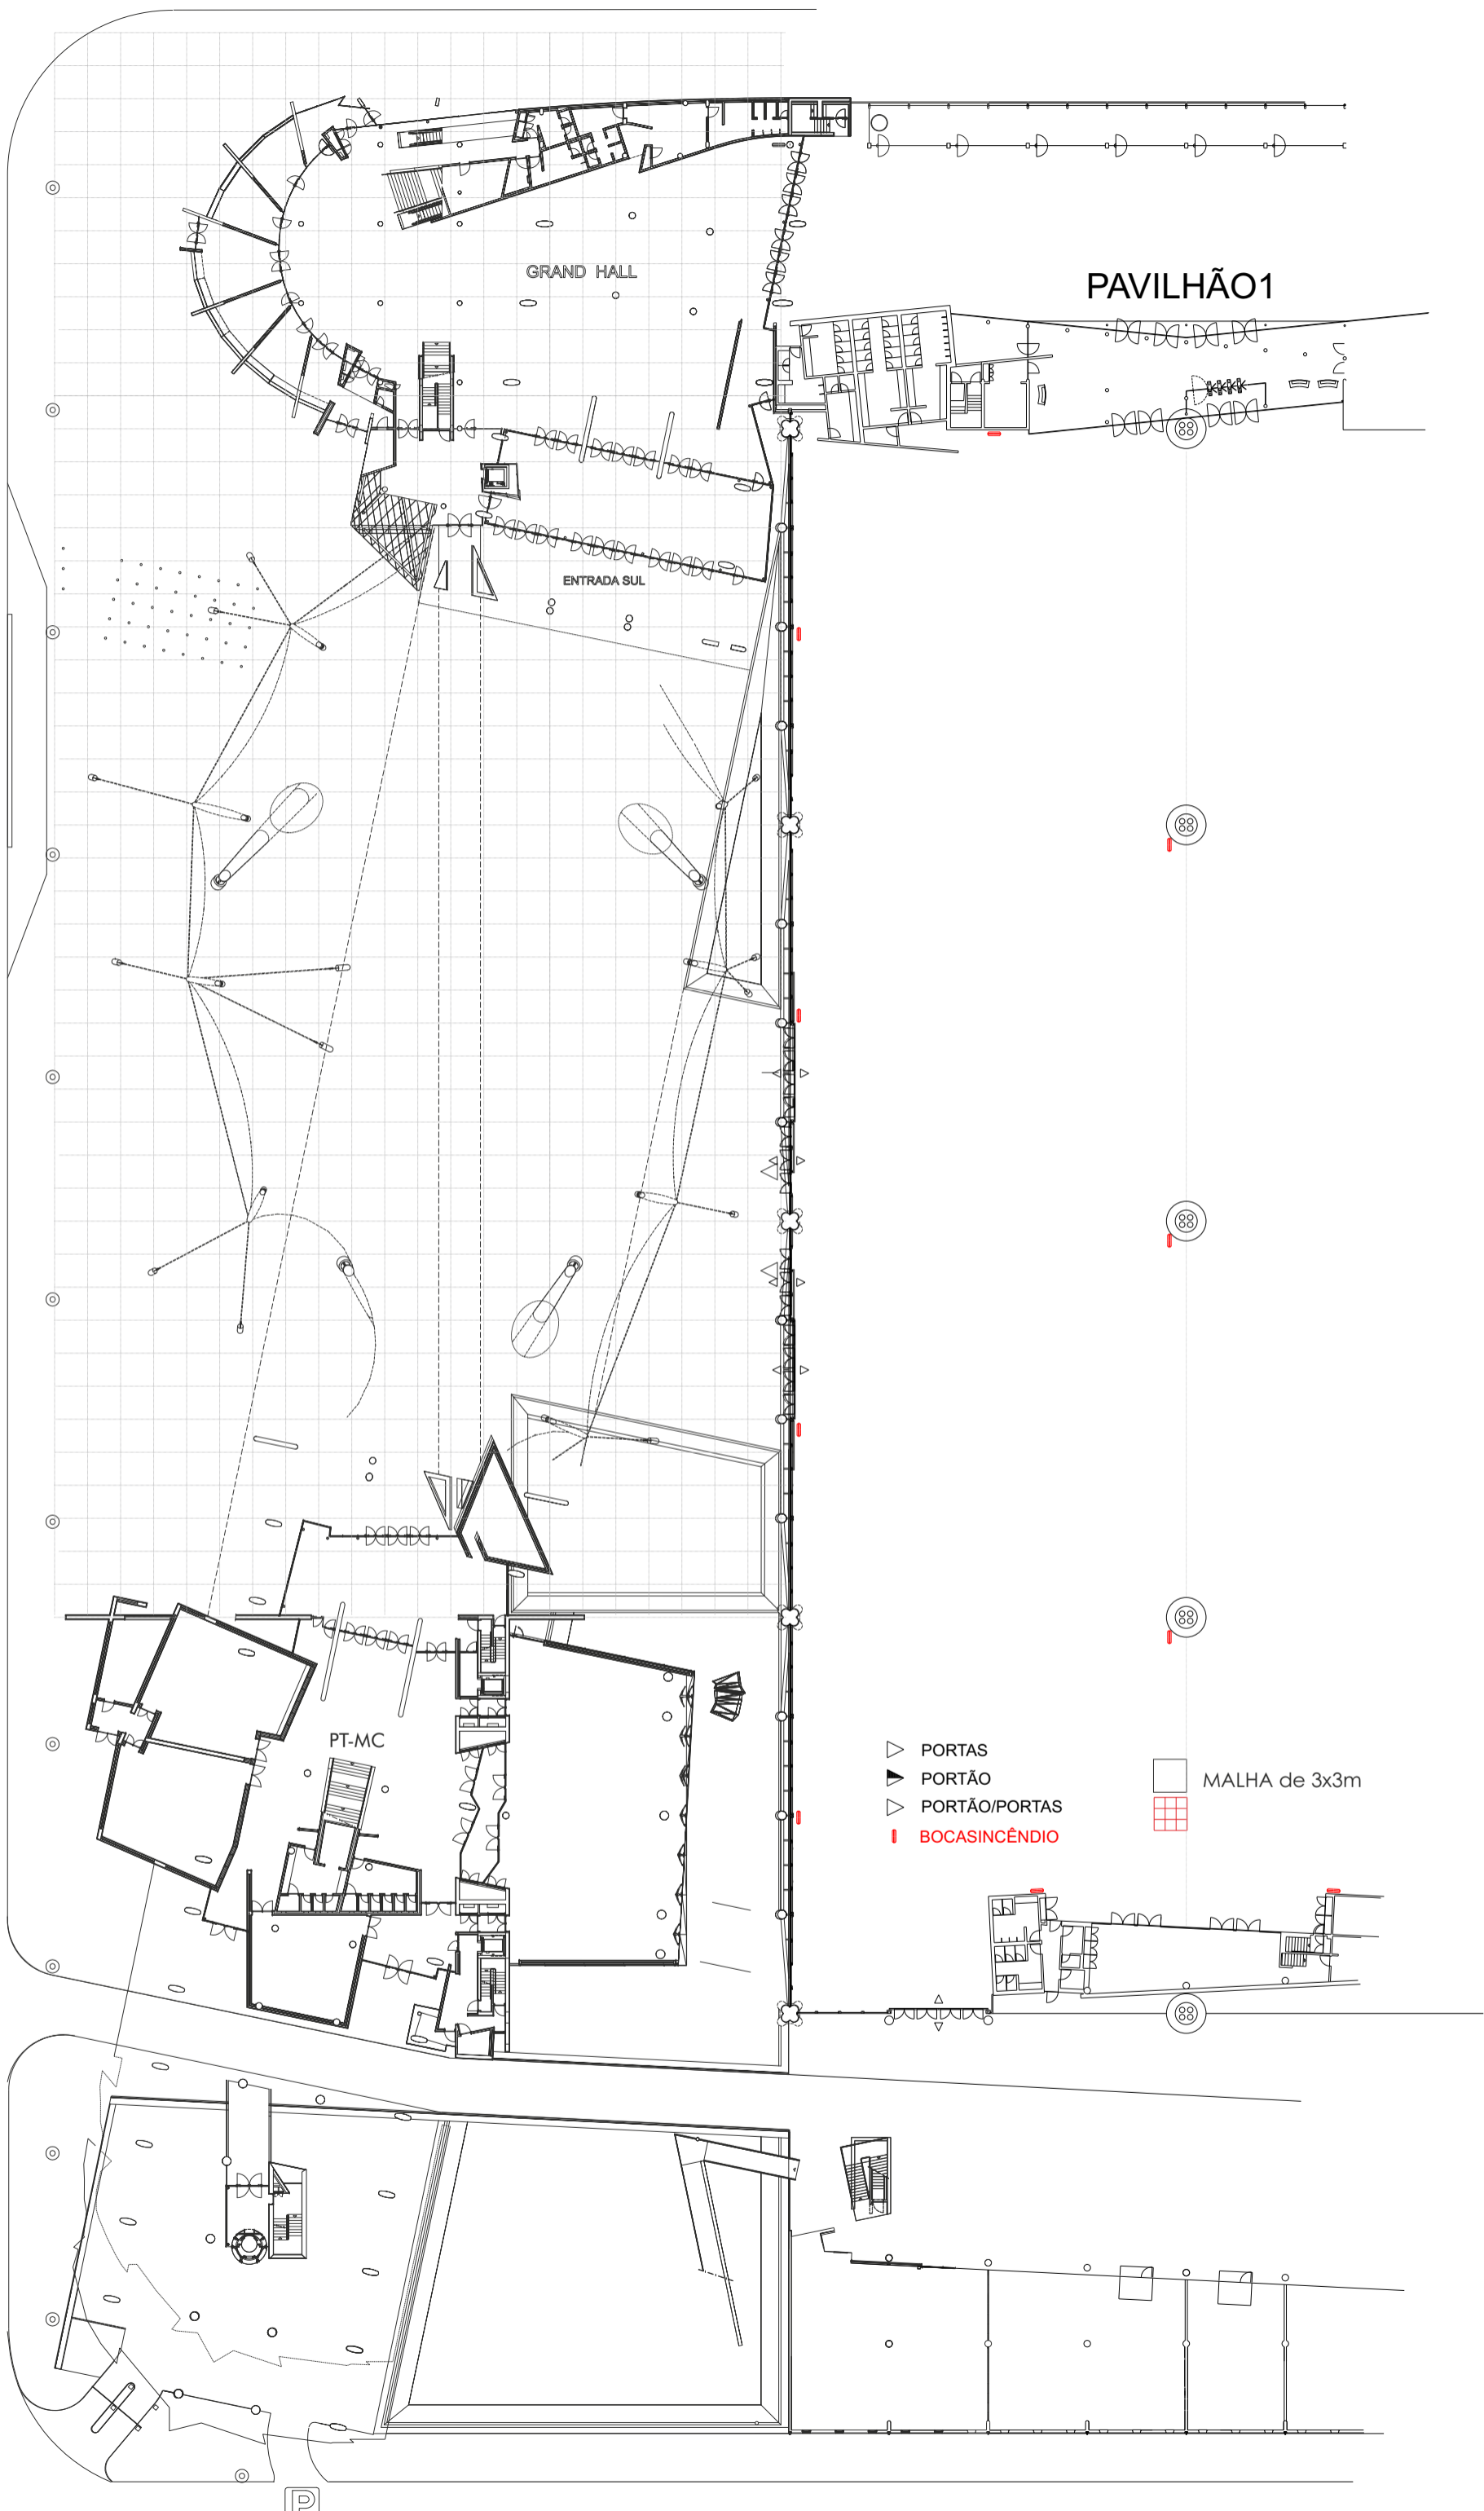 GRAND HALL
PAVILHÃO1
ENTRADA SUL
PT-MC
PORTAS
PORTÃO
PORTÃO/PORTAS
BOCASINCÊNDIO
MALHA de 3x3m
P